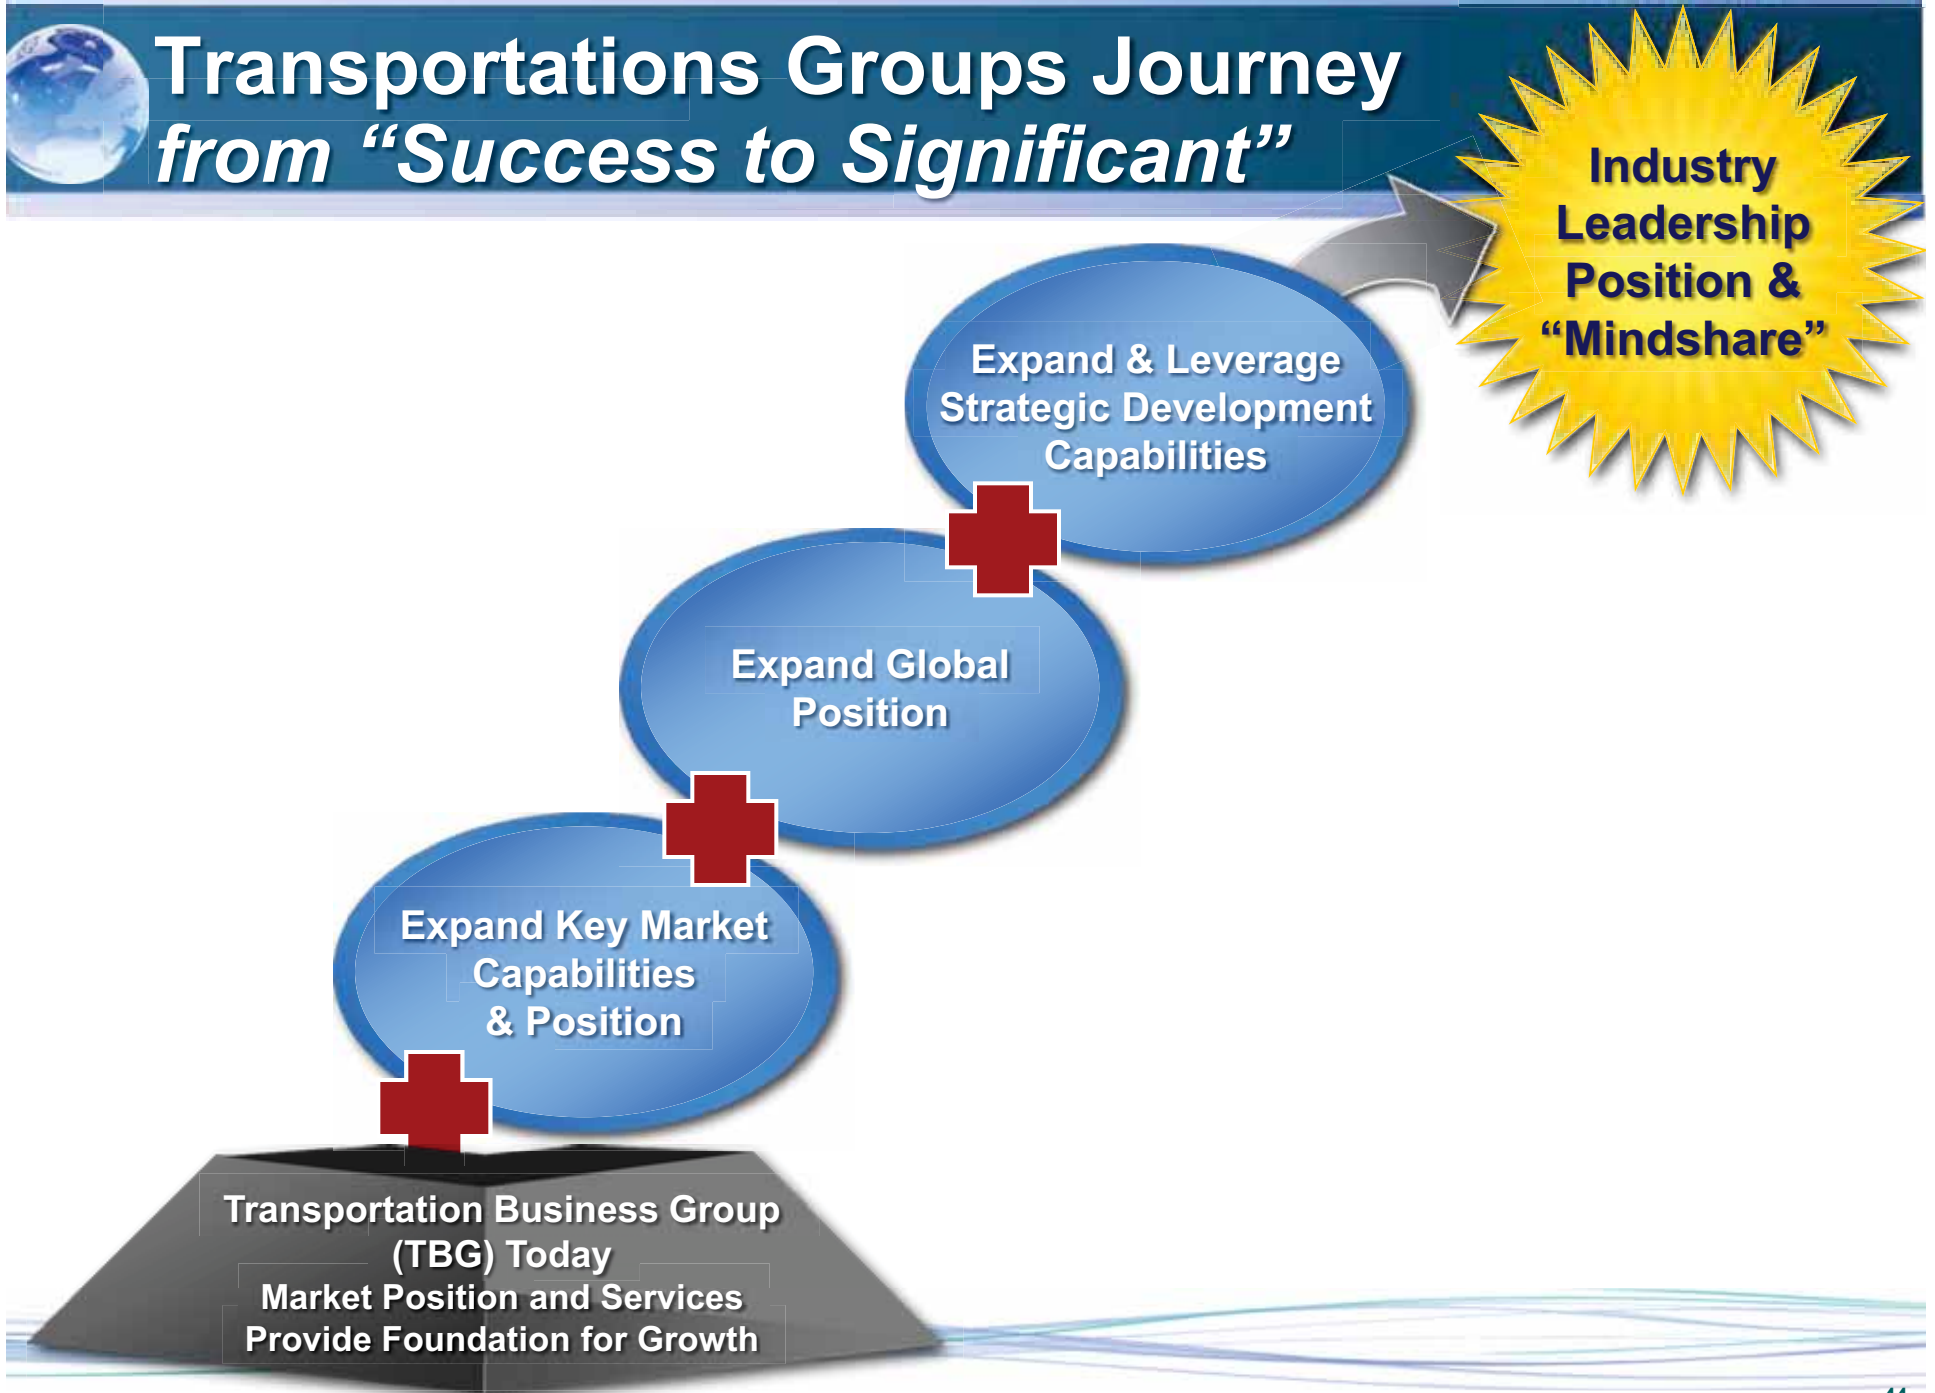 Transportations Groups Journey
from “Success to Significant”
Industry
Leadership
Position &
“Mindshare”
Expand & Leverage
Strategic Development
Capabilities
Expand Global
Position
Expand Key Market
Capabilities
& Position
Transportation Business Group
(TBG) Today
Market Position and Services
Provide Foundation for Growth